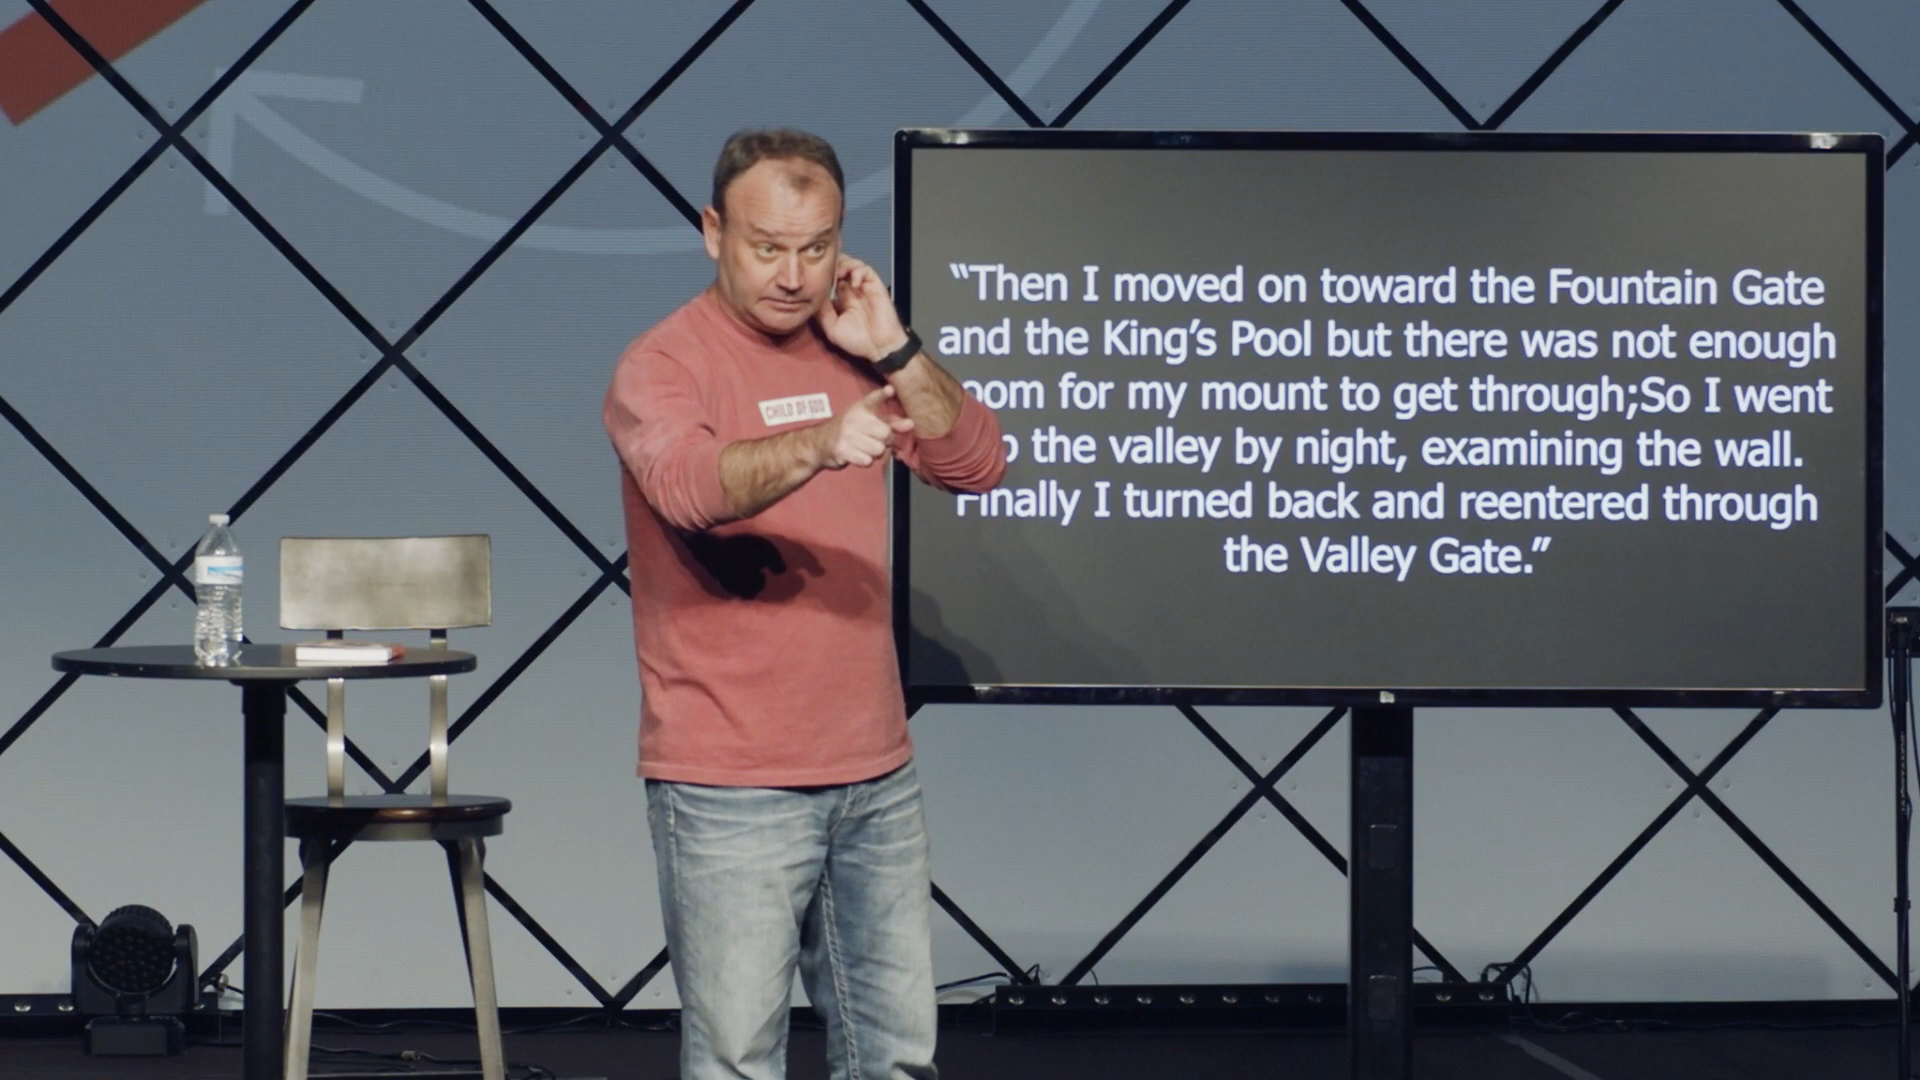 CHILD OF GOD
“Then I moved on toward the Fountain Gate
and the King’s Pool but there was not enough
for my mount to get through;So I went
the valley by night, examining the wall.
Finally I turned back and reentered through
the Valley Gate.”